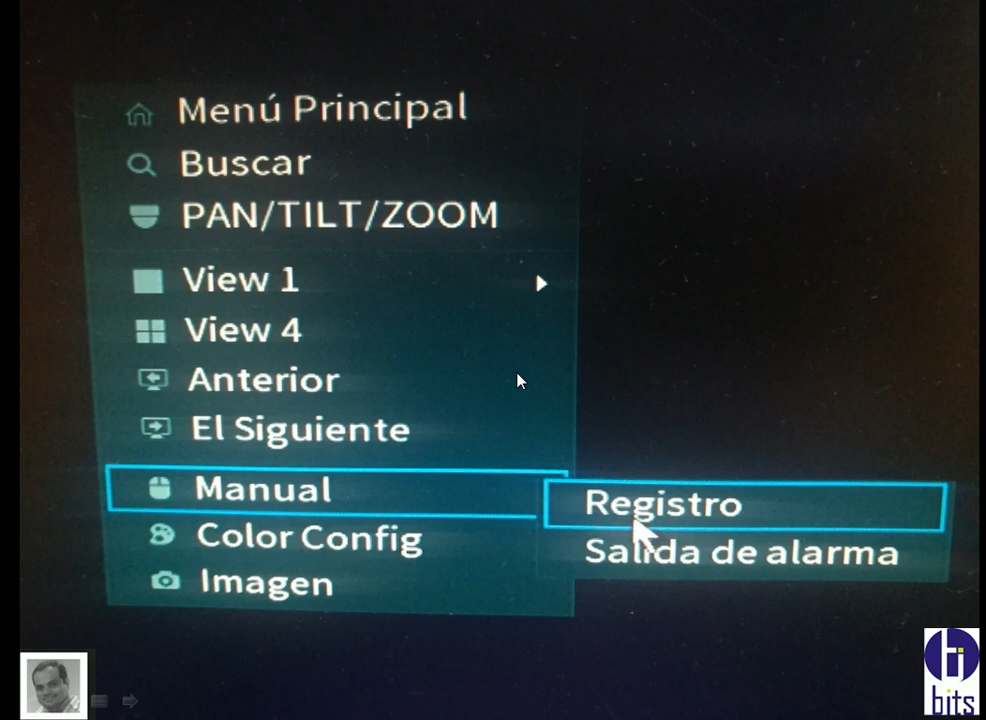 Menú Principal
Buscar
PAN/TILT/ZOOM
View 1
View 4
Anterior
El Siguiente
Manual
Registro
Salida de alarma
Color Config
Imagen
bits